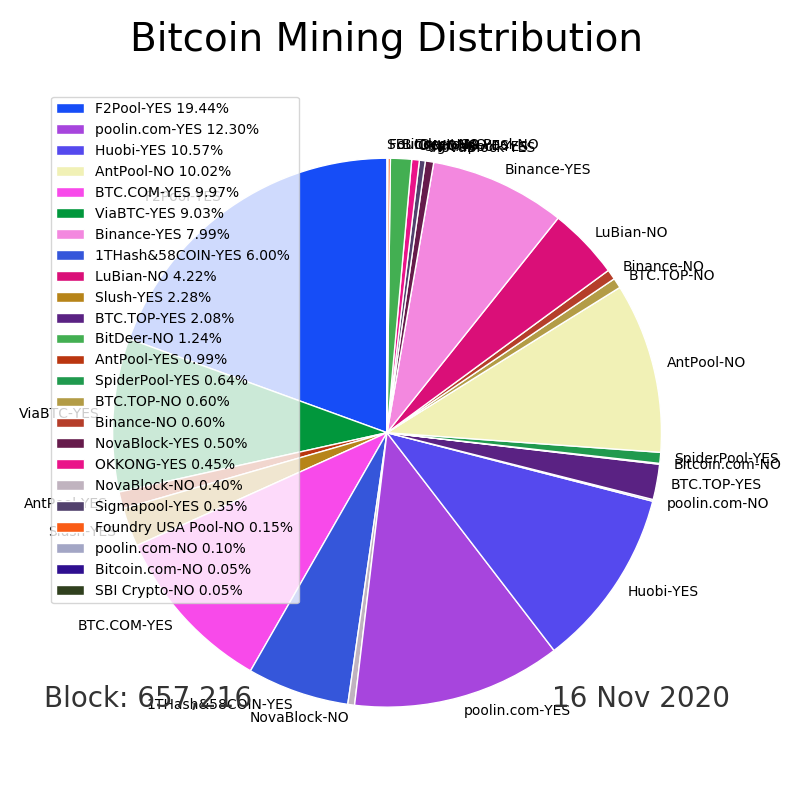 Bitcoin Mining Distribution
F2Pool-YES 19.44%
poolin.com-YES 12.30%
Huobi-YES 10.57%
AntPool-NO 10.02%
BTC.COM-YES 9.97%
ViaBTC-YES 9.03%
Binance-YES 7.99%
1THash&58COIN-YES 6.00%
LuBian-NO 4.22%
Slush-YES 2.28%
BTC.TOP-YES 2.08%
BitDeer-NO 1.24%
AntPool-YES 0.99%
SpiderPool-YES 0.64%
BTC.TOP-NO 0.60%
Binance-NO 0.60%
NovaBlock-YES 0.50%
OKKONG-YES 0.45%
NovaBlock-NO 0.40%
Sigmapool-YES 0.35%
Foundry USA Pool-NO 0.15%
poolin.com-NO 0.10%
Bitcoin.com-NO 0.05%
SBI Crypto-NO 0.05%
Binance-YES
LuBian-NO
Binance-NO
BTC.TOP-NO
AntPool-NO
SpiderPool-YES
Bitcoin.com-NO
BTC.TOP-YES
poolin.com-NO
Huobi-YES
poolin.com-YES
NovaBlock-NO
1THash&58COIN-YES
BTC.COM-YES
Slush-YES
AntPool-YES
ViaBTC-YES
F2Pool-YES
Block: 657,216
16 Nov 2020